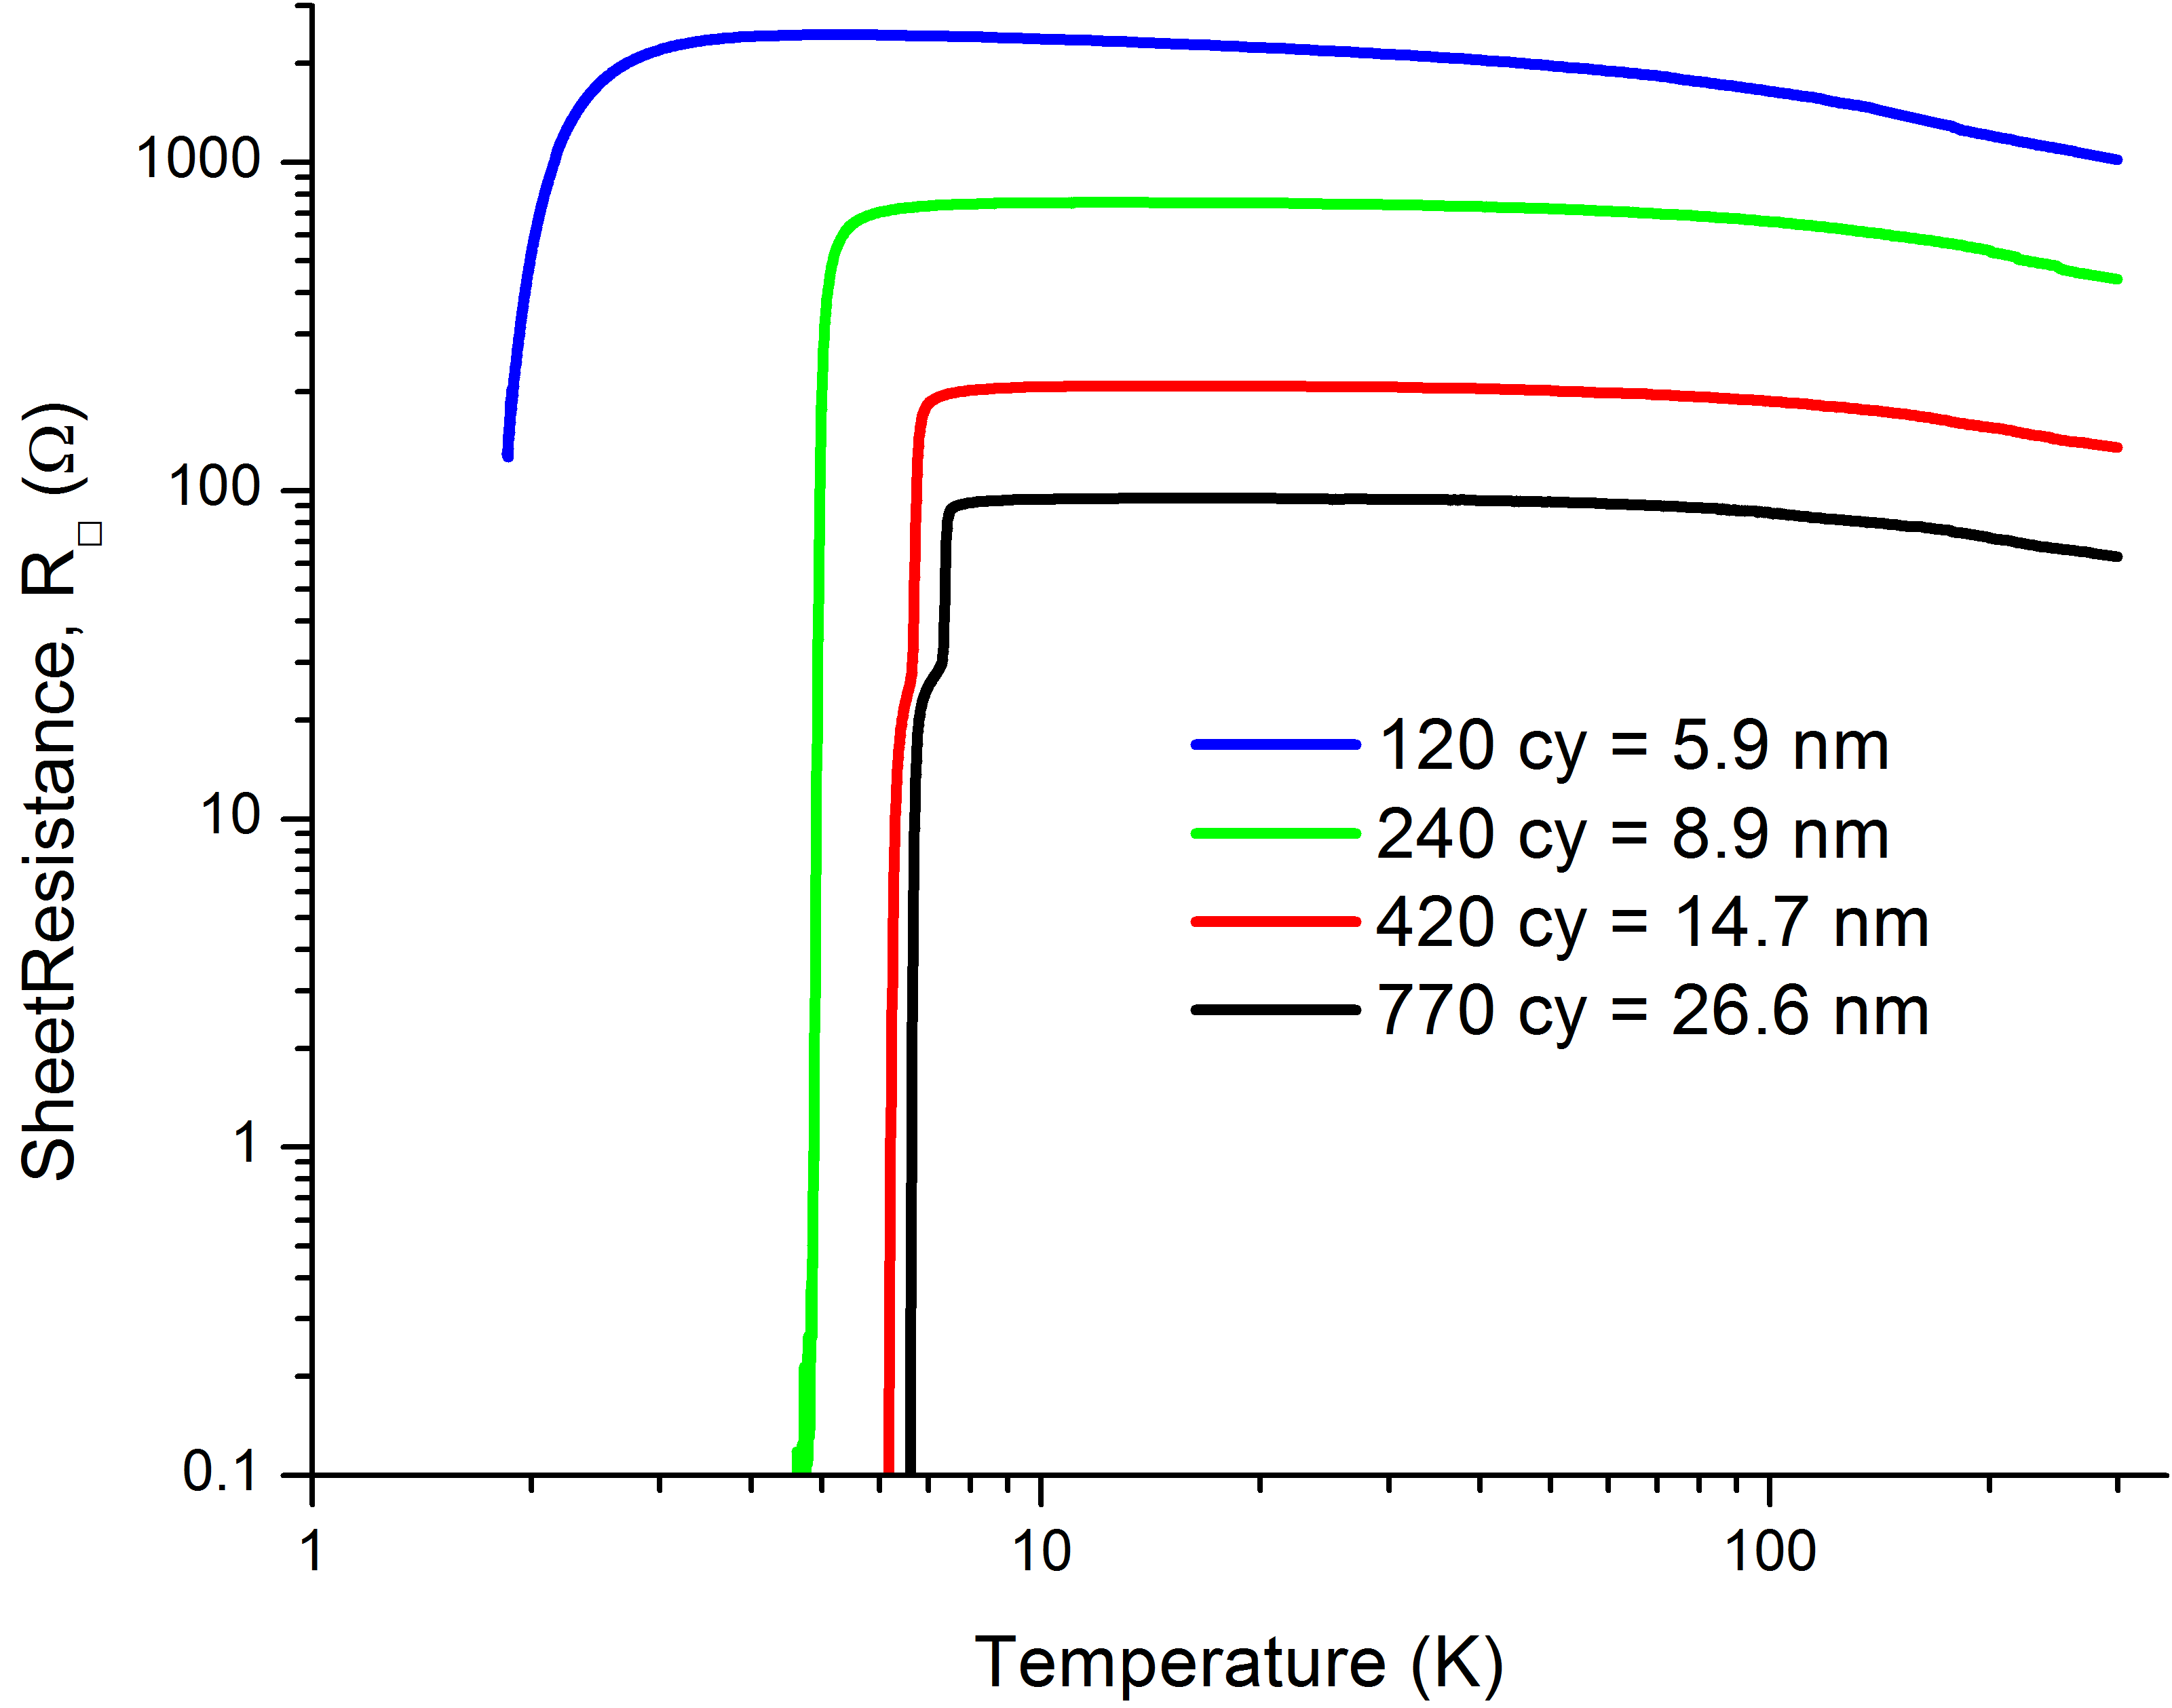 SheetResistance, R□ (Ω)
1000
100
10
1
0.1
120 cy = 5.9 nm
240 cy = 8.9 nm
420 cy = 14.7 nm
770 cy = 26.6 nm
1 10 100
Temperature (K)